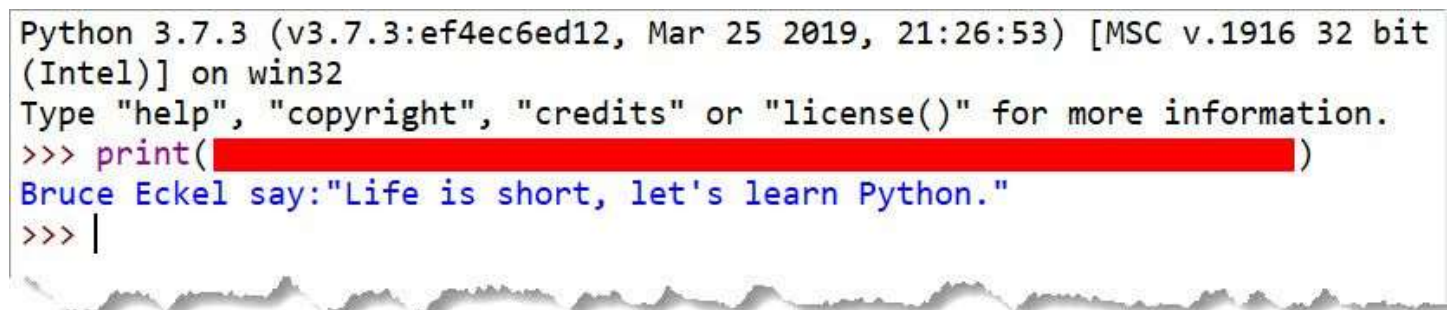 Python 3.7.3 (v3.7.3:ef4ec6ed12, Mar 25 2019, 21:26:53) [MSC v.1916 32 bit
(Intel)] on win32
Type "help", "copyright", "credits" or "license()" for more information.
>>> print( )
Bruce Eckel say:"Life is short, let's learn Python."
>>>